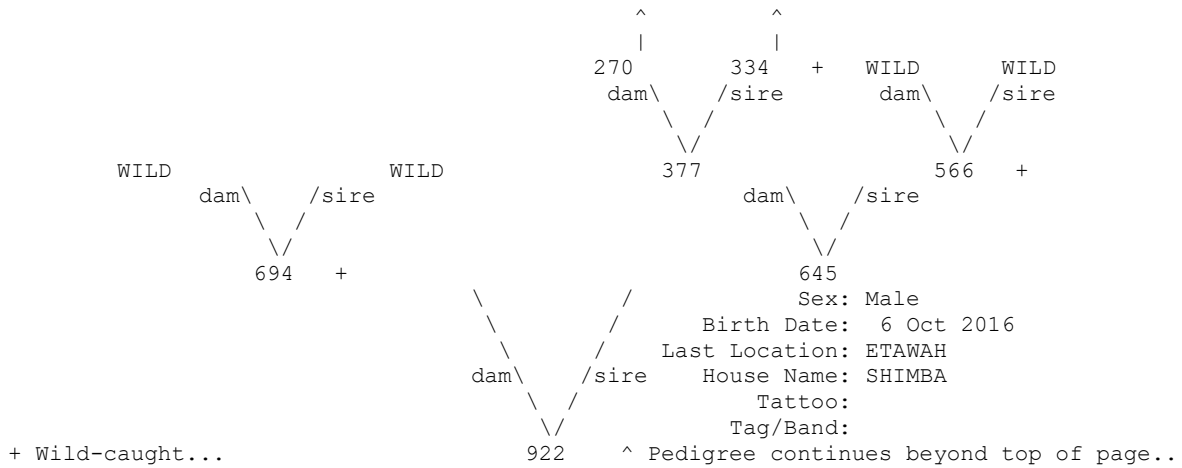 ^ ^
| |
270 334 + WILD WILD
dam\ /sire dam\ /sire
\ / \ /
\/ \/
WILD WILD 377 566 +
dam\ /sire dam\ /sire
\ / \ /
\/ \/
694 + 645
\ / Sex: Male
\ / Birth Date: 6 Oct 2016
\ / Last Location: ETAWAH
dam\ /sire House Name: SHIMBA
\ / Tattoo:
\/ Tag/Band:
+ Wild-caught... 922 ^ Pedigree continues beyond top of page..